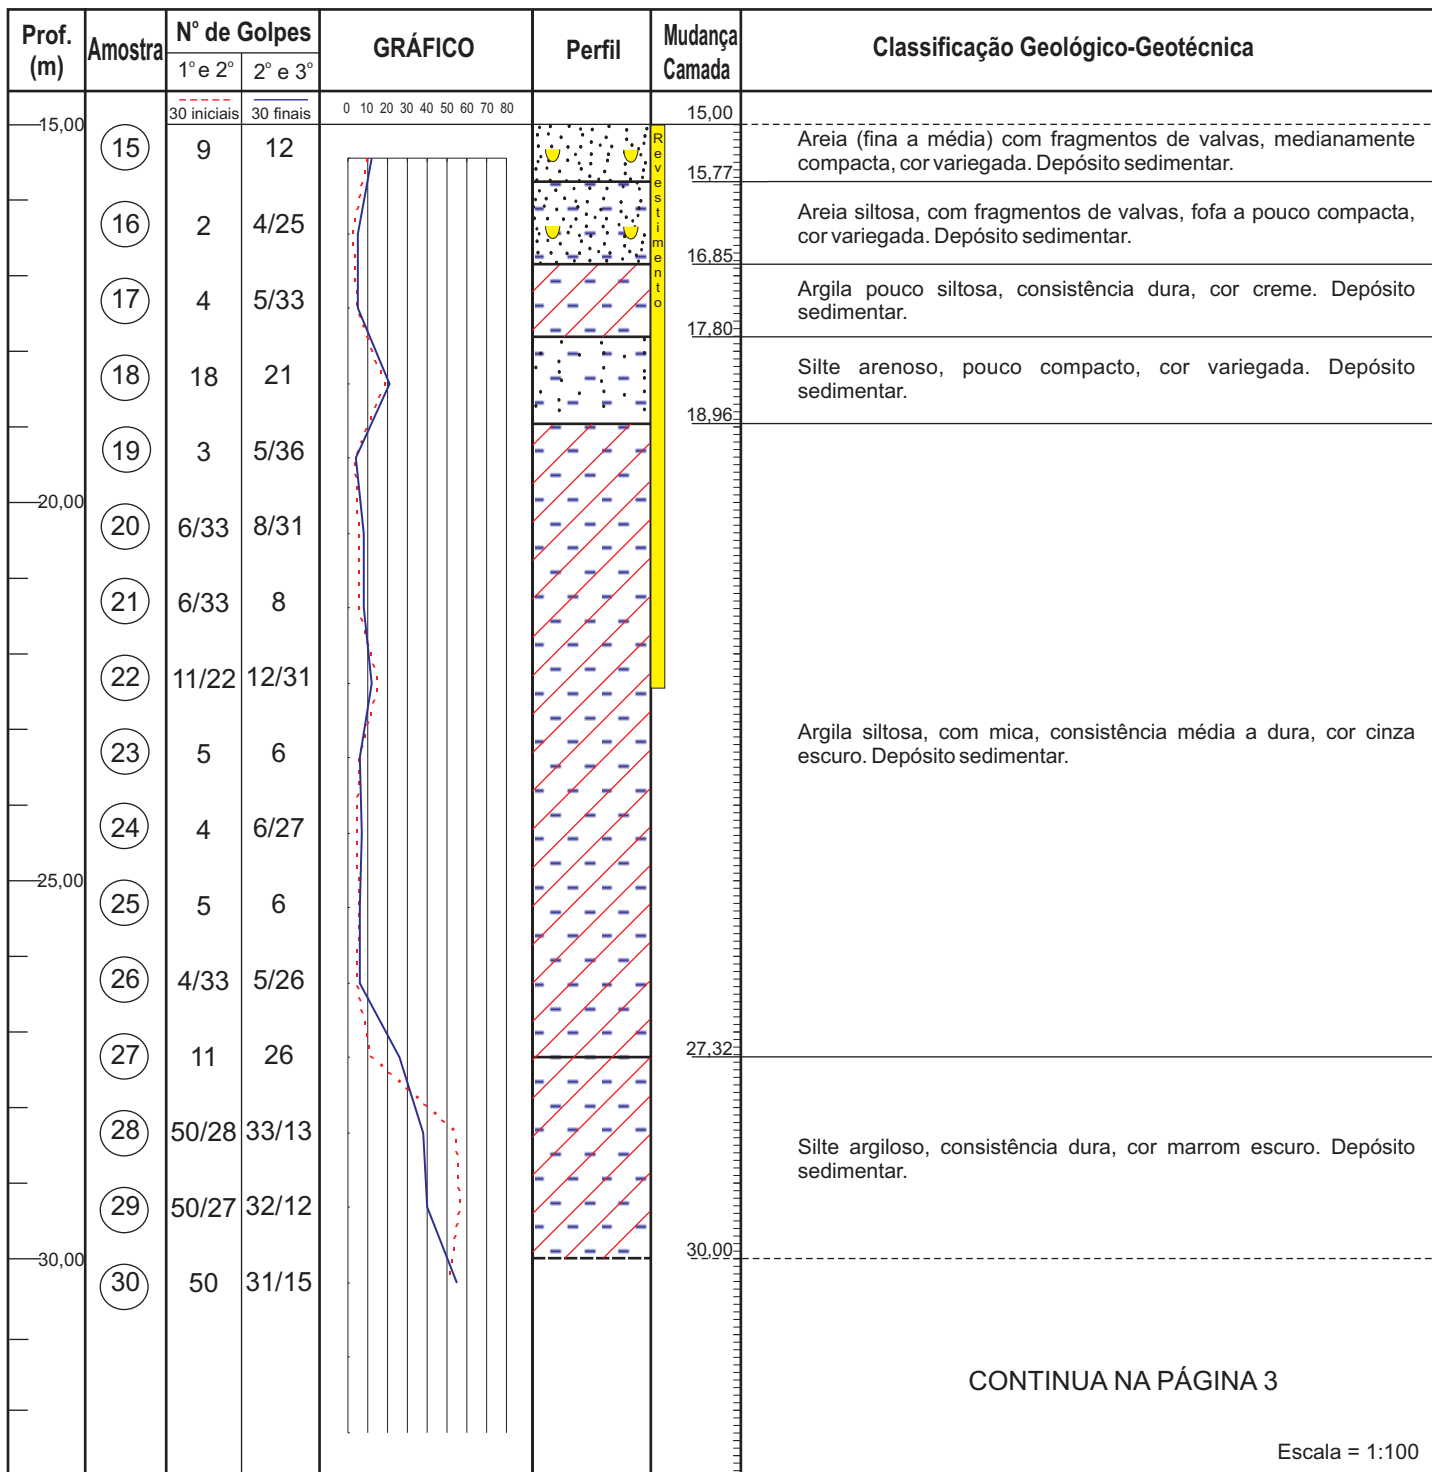 Prof. (m) Amostra N° de Golpes GRÁFICO Perfil Mudança Camada Classificação Geológico-Geotécnica
1° e 2° 2° e 3°
30 iniciais 30 finais 0 10 20 30 40 50 60 70 80 15,00
15,00
15 9 12
Revestimento
Areia (fina a média) com fragmentos de valvas, medianamente
compacta, cor variegada. Depósito sedimentar.
15,77
16 2 4/25
Areia siltosa, com fragmentos de valvas, fofa a pouco compacta,
cor variegada. Depósito sedimentar.
16,85
17 4 5/33
Argila pouco siltosa, consistência dura, cor creme. Depósito
sedimentar.
17,80
18 18 21
Silte arenoso, pouco compacto, cor variegada. Depósito
sedimentar.
18,96
19 3 5/36
20,00
20 6/33 8/31
21 6/33 8
22 11/22 12/31
23 5 6
Argila siltosa, com mica, consistência média a dura, cor cinza
escuro. Depósito sedimentar.
24 4 6/27
25,00
25 5 6
26 4/33 5/26
27 11 26
27,32
28 50/28 33/13
Silte argiloso, consistência dura, cor marrom escuro. Depósito
sedimentar.
29 50/27 32/12
30,00 30,00
30 50 31/15
CONTINUA NA PÁGINA 3
Escala = 1:100